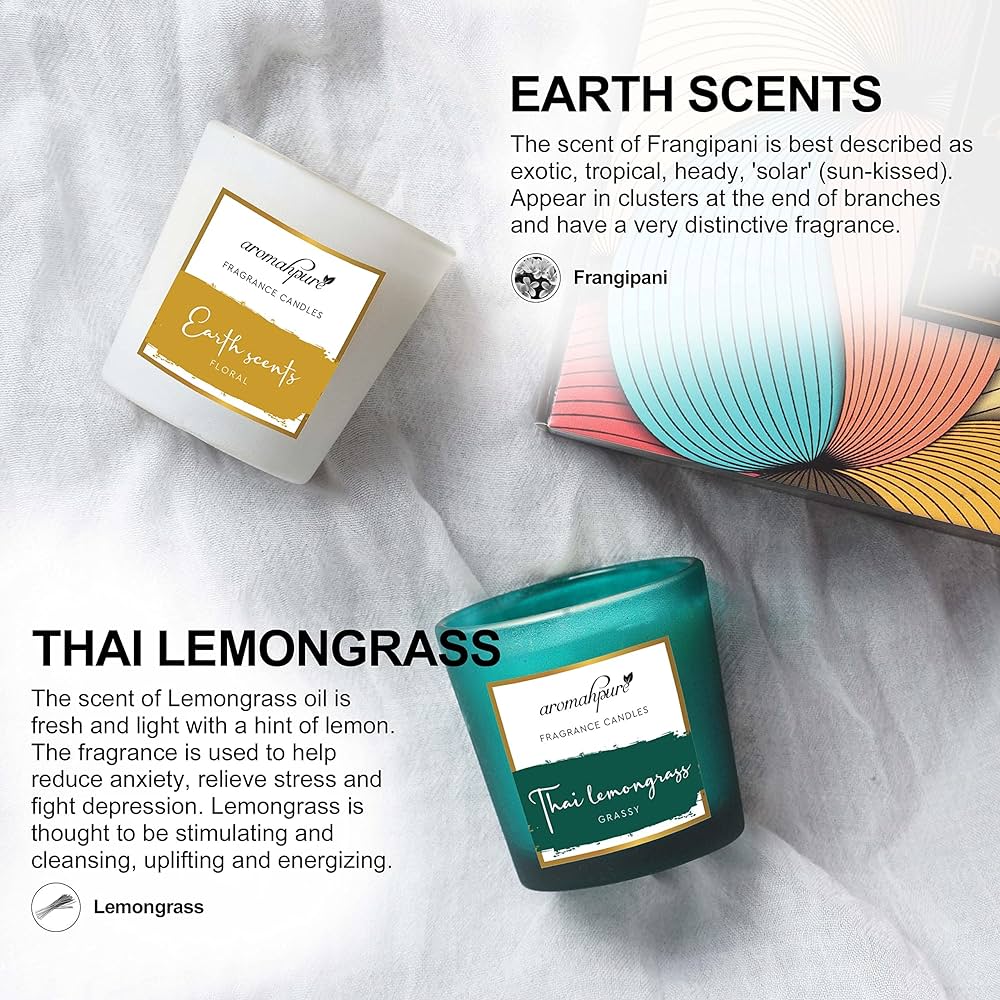 EARTH SCENTS
The scent of Frangipani is best described as
exotic, tropical, heady, 'solar' (sun-kissed).
Appear in clusters at the end of branches
and have a very distinctive fragrance.
Frangipani
aromahpure
FRAGRANCE CANDLES
Earth scents
FLORAL
THAI LEMONGRASS
The scent of Lemongrass oil is
fresh and light with a hint of lemon.
The fragrance is used to help
reduce anxiety, relieve stress and
fight depression. Lemongrass is
thought to be stimulating and
cleansing, uplifting and energizing.
Lemongrass
aromahpure
FRAGRANCE CANDLES
Thai lemongrass
GRASSY